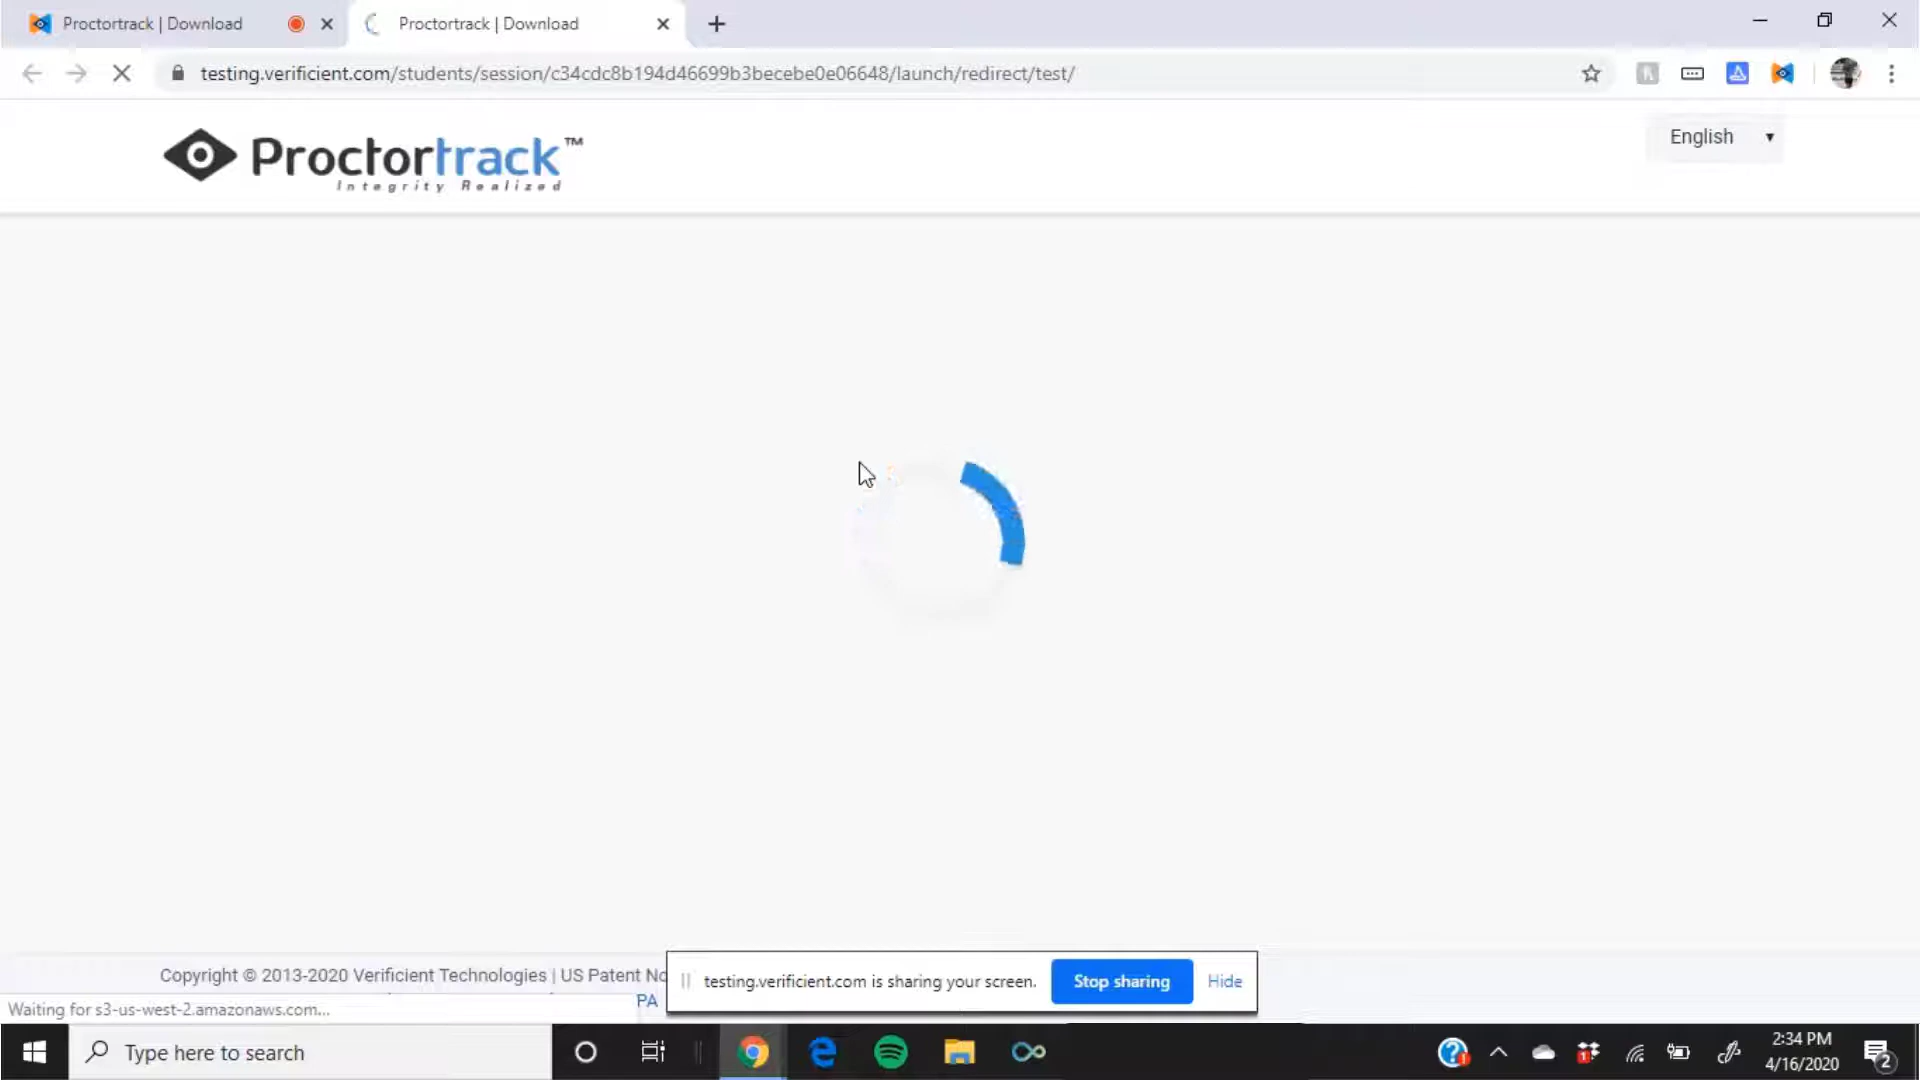 Proctortrack | Download
Proctortrack | Download
testing.verificient.com/students/session/c34cdc8b194d46699b3becebe0e06648/launch/redirect/test/
Proctortrack™
Integrity Realized
English
Copyright © 2013-2020 Verificient Technologies | US Patent No
PA
testing.verificient.com is sharing your screen.
Stop sharing
Hide
Waiting for s3-us-west-2.amazonaws.com...
Type here to search
2:34 PM
4/16/2020
2